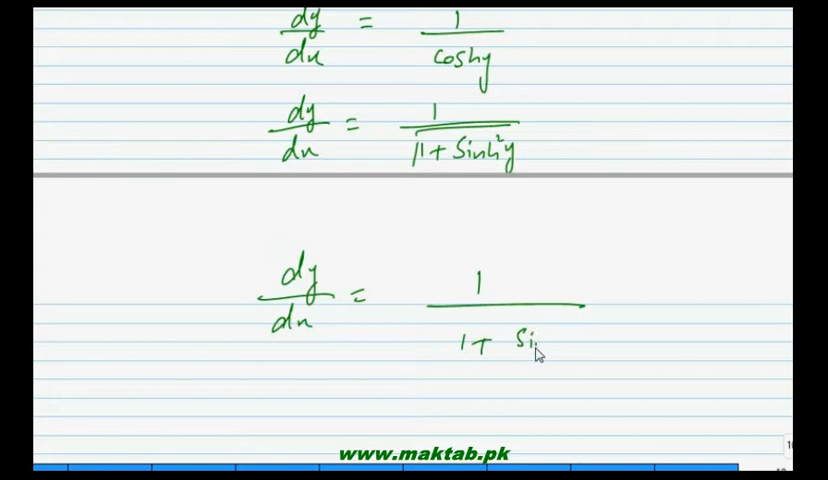 dy/dx = 1/coshy
dy/dx = 1/√(1+ Sinh²y)
dy/dx = 1/(1+ Si
www.maktab.pk